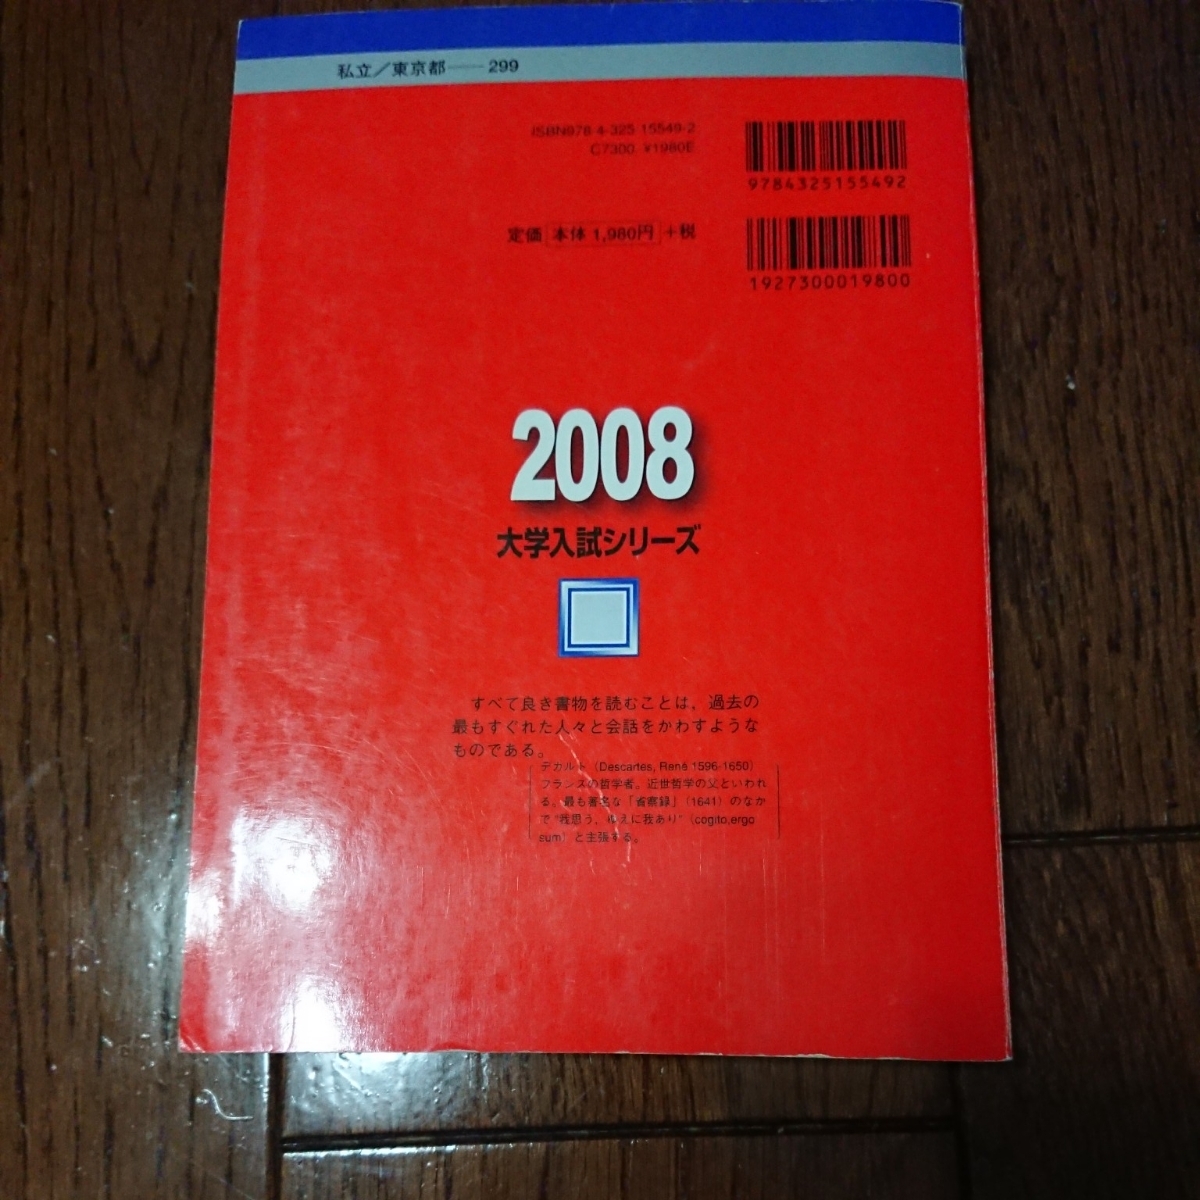 私立／東京都——299
ISBN978-4-325-15549-2
C7300 ¥1980E
9784325155492
定価 本体 1,980円 +税
1927300019800
2008
大学入試シリーズ
すべて良き書物を読むことは，過去の
最もすぐれた人々と会話をかわすような
ものである。
デカルト（Descartes, René 1596-1650）
フランスの哲学者。近世哲学の父といわれ
る。最も著名な「省察録」（1641）のなか
で“我思う，ゆえに我あり”（cogito,ergo
sum）と主張する。